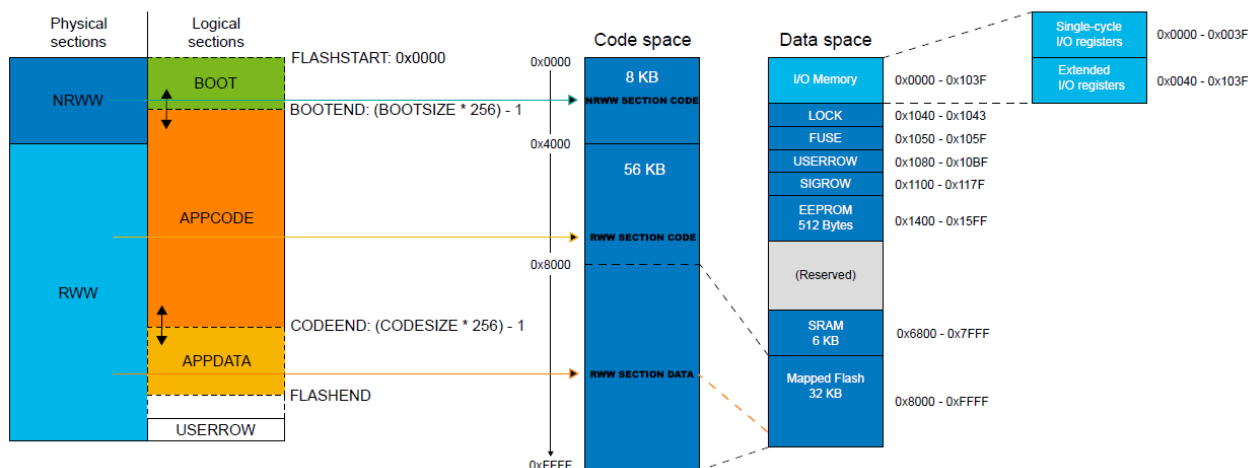 Physical
sections
Logical
sections
NRWW
RWW
BOOT
APPCODE
APPDATA
USERROW
FLASHSTART: 0x0000
BOOTEND: (BOOTSIZE * 256) - 1
CODEEND: (CODESIZE * 256) - 1
FLASHEND
Code space
0x0000
0x4000
0x8000
0xFFFF
8 KB
NRWW SECTION CODE
56 KB
RWW SECTION CODE
RWW SECTION DATA
Data space
I/O Memory
0x0000 - 0x103F
LOCK
0x1040 - 0x1043
FUSE
0x1050 - 0x105F
USERROW
0x1080 - 0x10BF
SIGROW
0x1100 - 0x117F
EEPROM
512 Bytes
0x1400 - 0x15FF
(Reserved)
SRAM
6 KB
0x6800 - 0x7FFF
Mapped Flash
32 KB
0x8000 - 0xFFFF
Single-cycle
I/O registers
0x0000 - 0x003F
Extended
I/O registers
0x0040 - 0x103F